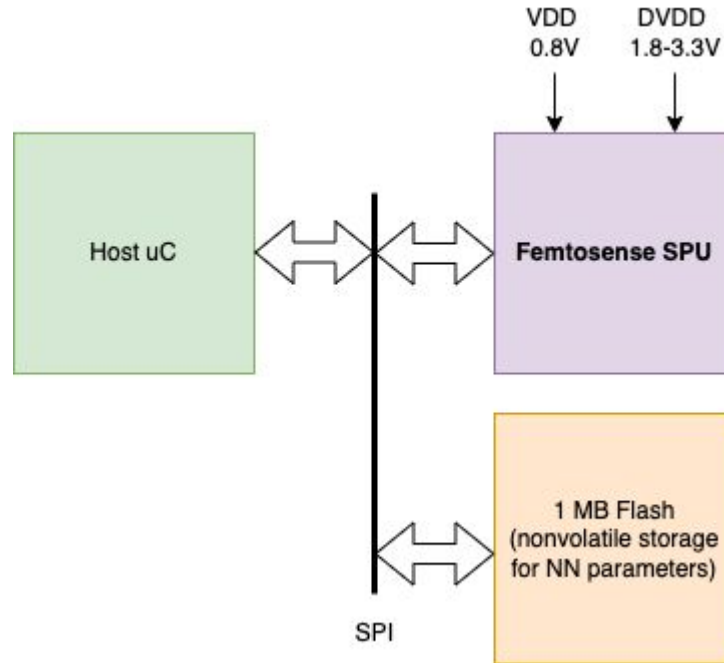 VDD
0.8V
DVDD
1.8-3.3V
Host uC
Femtosense SPU
1 MB Flash
(nonvolatile storage
for NN parameters)
SPI